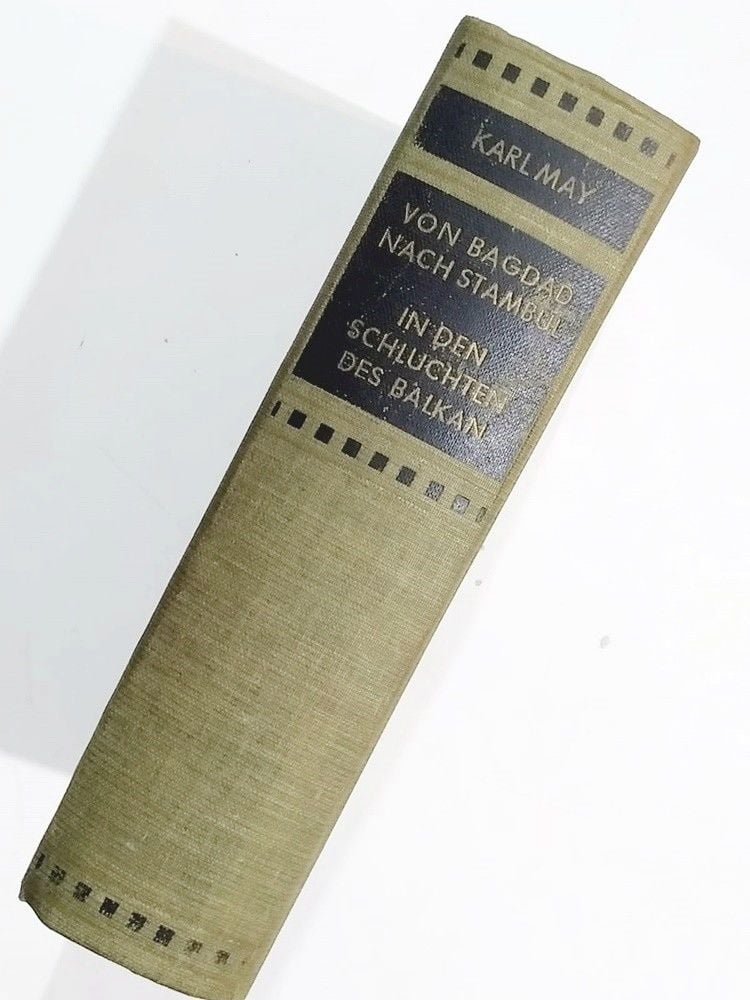 KARL MAY
VON BAGDAD
NACH STAMBUL
IN DEN
SCHLUCHTEN
DES BALKAN